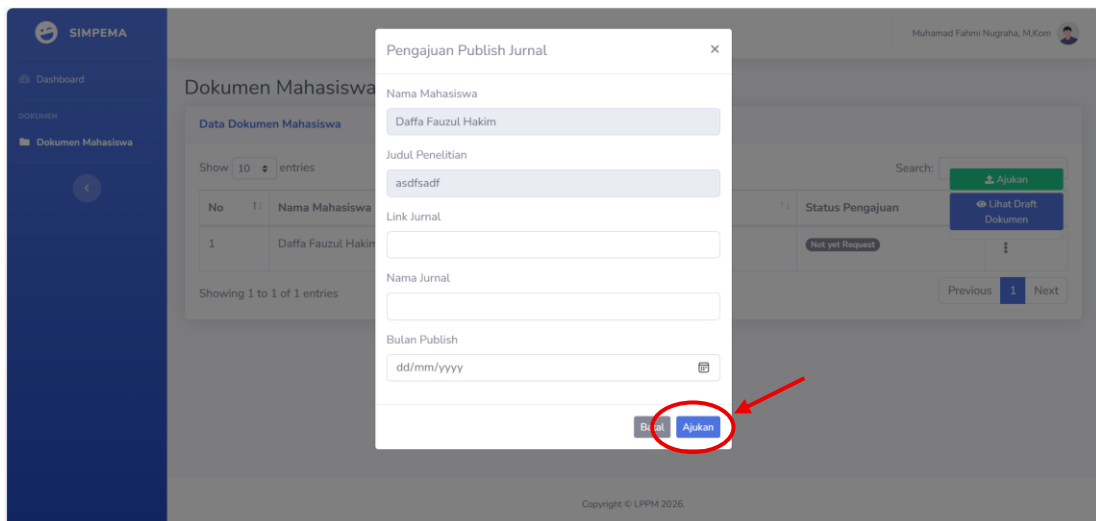 SIMPEMA
Muhamad Fahmi Nugraha, M,Kom
Dashboard
DOKUMEN
Dokumen Mahasiswa
Dokumen Mahasiswa
Data Dokumen Mahasiswa
Show 10 entries
Search:
No Nama Mahasiswa Status Pengajuan
1 Daffa Fauzul Hakim Not yet Request
Ajukan
Lihat Draft
Dokumen
Showing 1 to 1 of 1 entries
Previous 1 Next
Pengajuan Publish Jurnal ×
Nama Mahasiswa
Daffa Fauzul Hakim
Judul Penelitian
asdfsadf
Link Jurnal
Nama Jurnal
Bulan Publish
dd/mm/yyyy
Batal Ajukan
Copyright © LPPM 2026.